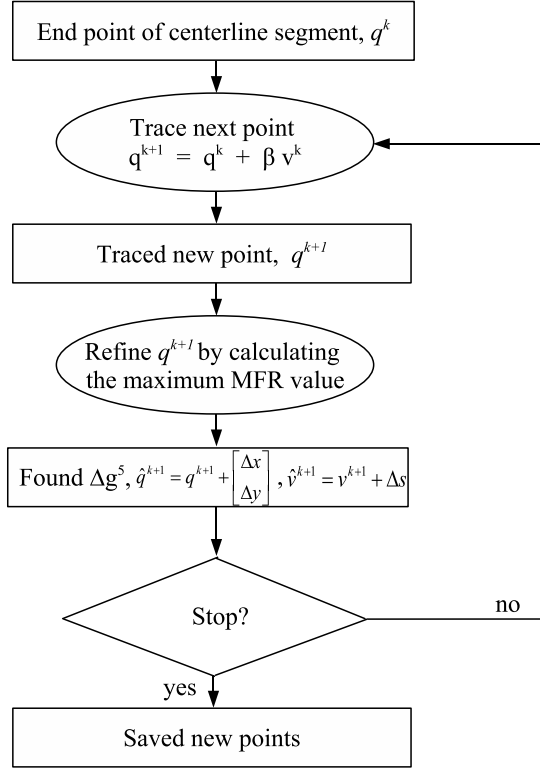 End point of centerline segment, q^k
Trace next point
q^{k+1} = q^k + β v^k
Traced new point, q^{k+1}
Refine q^{k+1} by calculating
the maximum MFR value
Found Δg^5, q̂^{k+1} = q^{k+1} + [Δx Δy], v̂^{k+1} = v^{k+1} + Δs
Stop?
no
yes
Saved new points